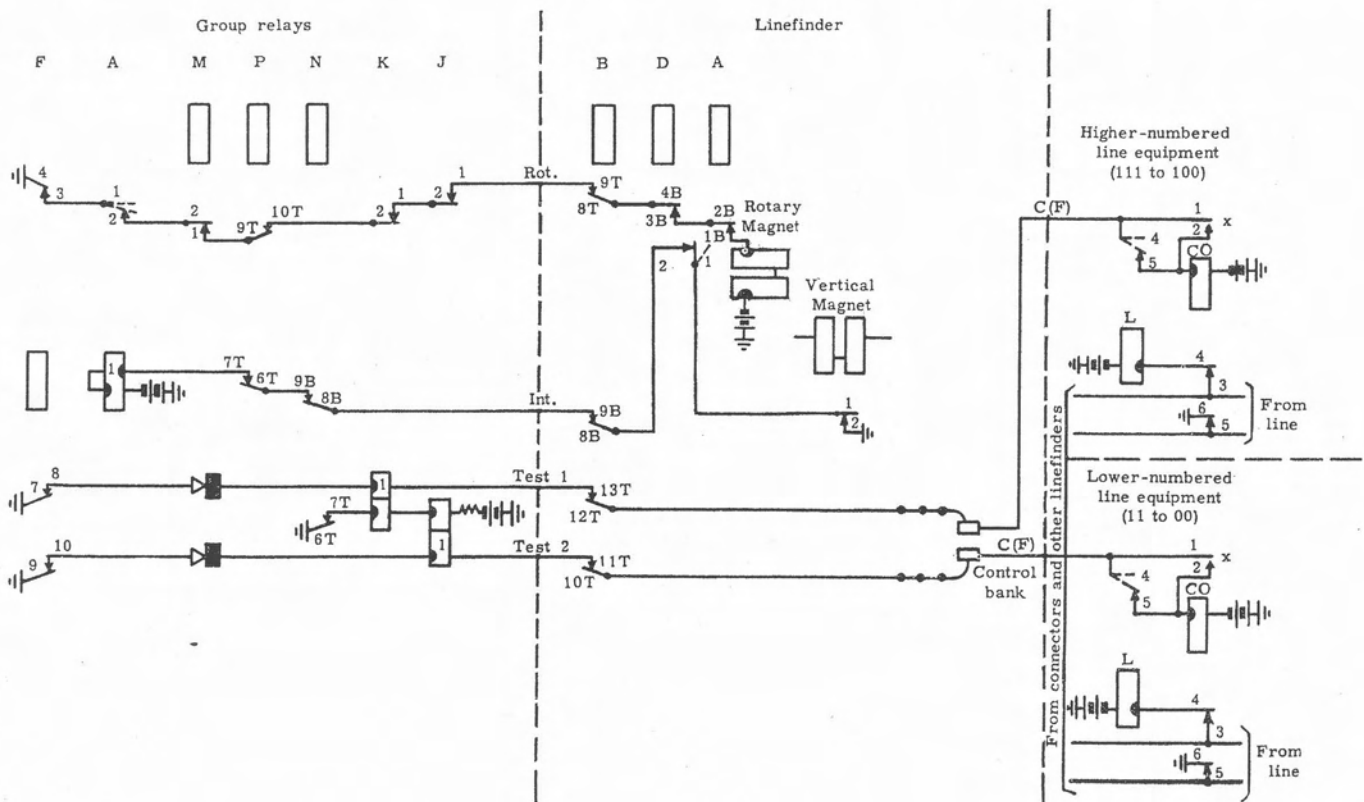 Group relays
Linefinder
F A M P N K J
B D A
4
3
1
2
2
1
9T
10T
1
2
1
2
Rot.
9T
8T
4B
3B
2B
1B
Rotary
Magnet
2
1
Vertical
Magnet
Higher-numbered
line equipment
(111 to 100)
C (F)
1
x
2
4
5
CO
L
4
3
6
5
From
line
1
7T
6T
9B
8B
Int.
9B
8B
1
2
7
8
1
Test 1
13T
12T
7T
6T
9
10
1
Test 2
11T
10T
C (F)
Control
bank
From connectors and other linefinders
Lower-numbered
line equipment
(11 to 00)
1
x
2
4
5
CO
L
4
3
6
5
From
line